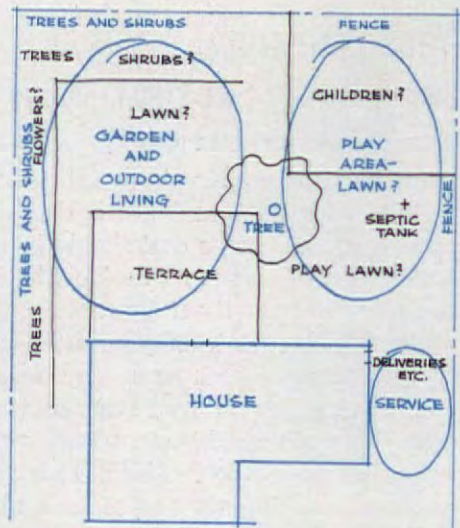 TREES AND SHRUBS
FENCE
TREES
SHRUBS?
CHILDREN?
FLOWERS?
LAWN?
GARDEN
AND
OUTDOOR
LIVING
PLAY
AREA-
LAWN?
TREES AND SHRUBS
FENCE
+
SEPTIC
TANK
TREE
TERRACE
PLAY LAWN?
TREES
DELIVERIES
ETC.
HOUSE
SERVICE